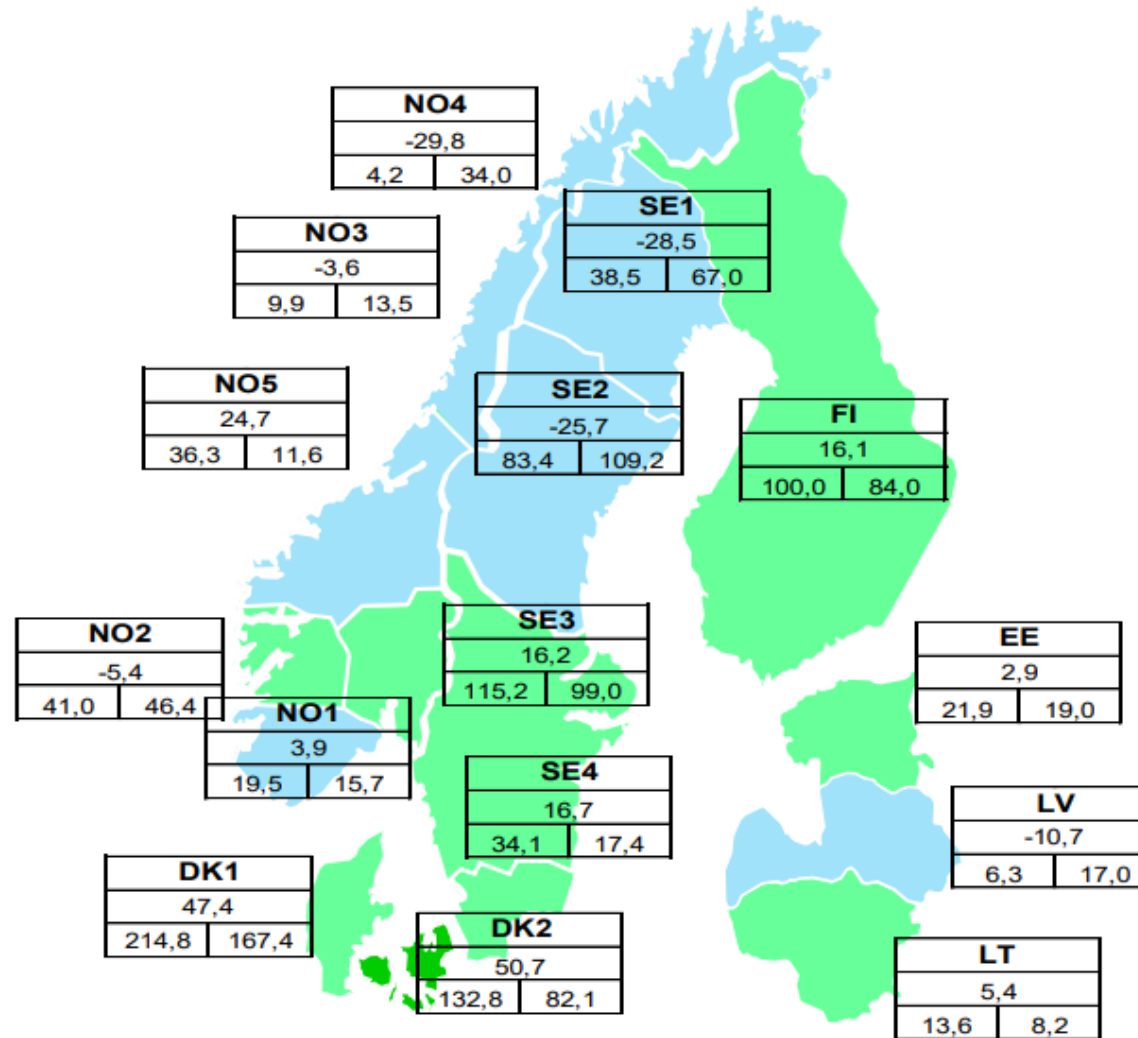 NO4
-29,8
4,2 34,0
SE1
-28,5
38,5 67,0
NO3
-3,6
9,9 13,5
NO5
24,7
36,3 11,6
SE2
-25,7
83,4 109,2
FI
16,1
100,0 84,0
SE3
16,2
115,2 99,0
NO2
-5,4
41,0 46,4
EE
2,9
21,9 19,0
NO1
3,9
19,5 15,7
SE4
16,7
34,1 17,4
LV
-10,7
6,3 17,0
DK1
47,4
214,8 167,4
DK2
50,7
132,8 82,1
LT
5,4
13,6 8,2